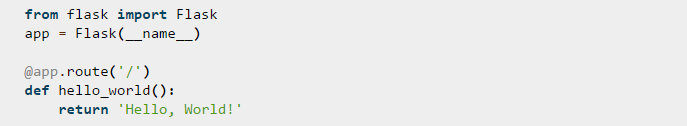 from flask import Flask
app = Flask(__name__)

@app.route('/')
def hello_world():
    return 'Hello, World!'